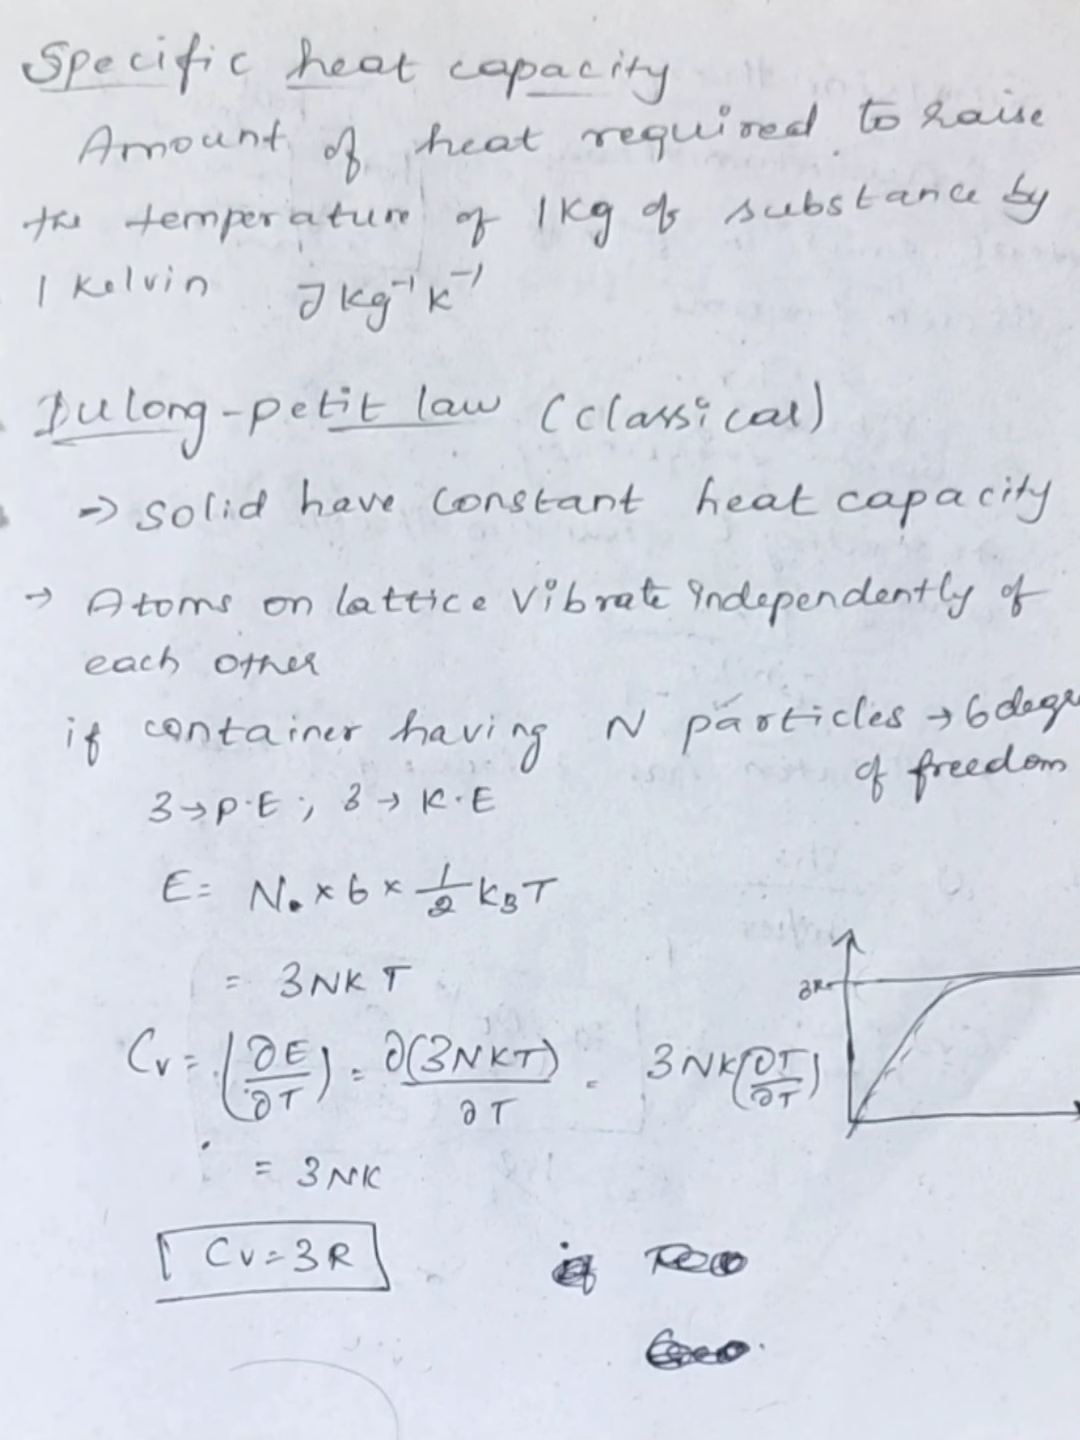 Specific heat capacity
Amount of heat required to raise
the temperature of 1kg of substance by
1 kelvin J kg⁻¹ K⁻¹
Dulong-petit law (classical)
→ solid have constant heat capacity
→ Atoms on lattice vibrate independently of
each other
if container having N particles → 6 degre
of freedom
3→P.E; 3→ K.E
E= N. × 6 × 1/2 k_B T
= 3NKT
3R
Cv = (∂E/∂T) = ∂(3NKT)/∂T = 3NK(∂T/∂T)
= 3NK
Cv=3R